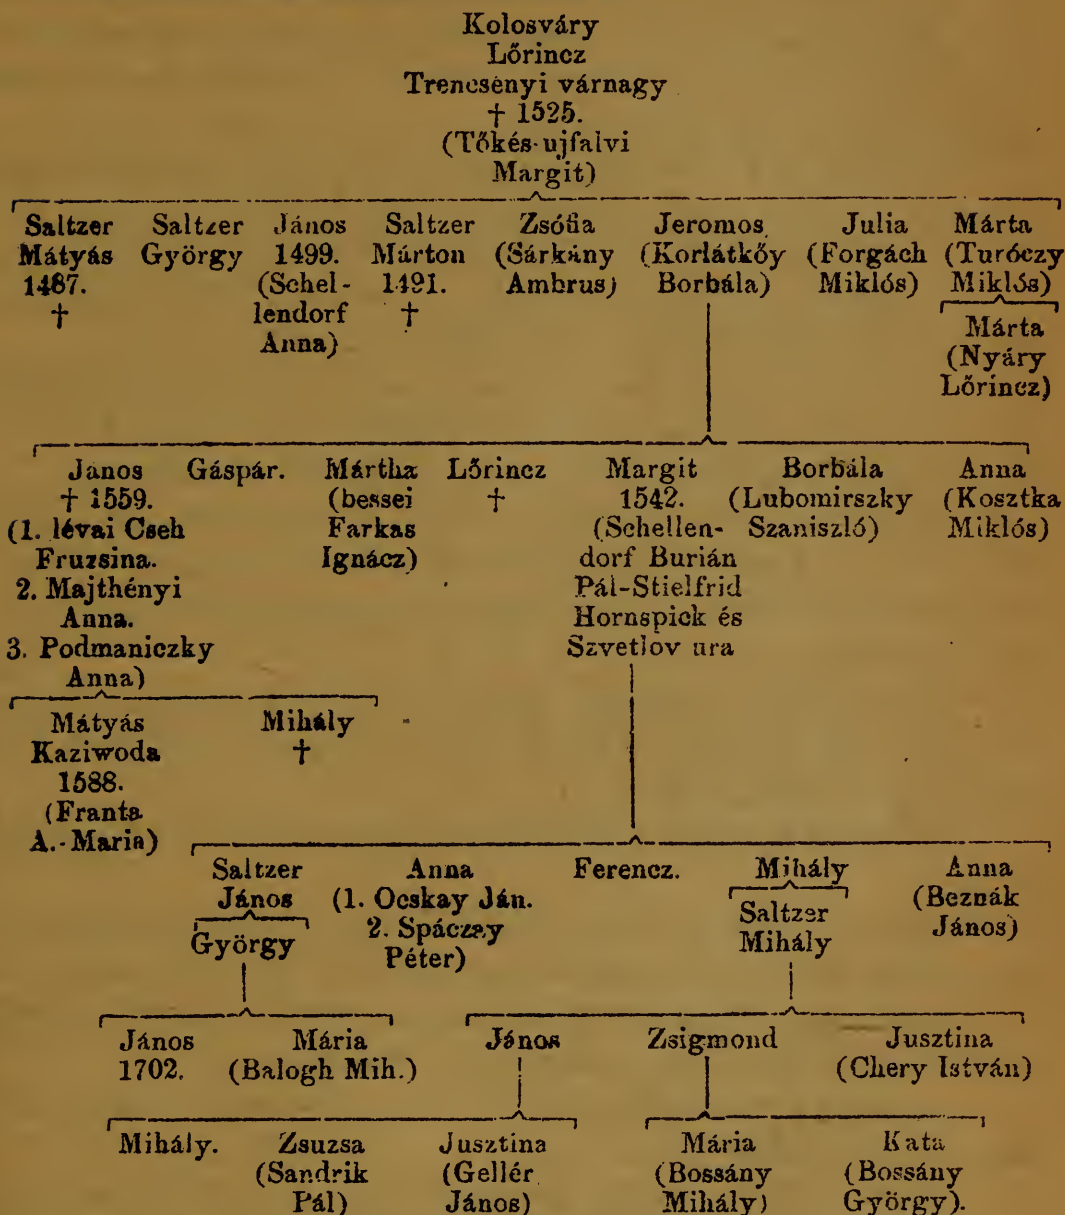 Kolosváry
Lőrincz
Trencsényi várnagy
† 1525.
(Tőkés-ujfalvi
Margit)
Saltzer Saltzer János Saltzer Zsófia Jeromos Julia Márta
Mátyás György 1499. Márton (Sárkány (Korlátkőy (Forgách (Turóczy
1487. (Schel- 1491. Ambrus) Borbála) Miklós) Miklós)
† lendorf †
Anna) Márta
(Nyáry
Lőrincz)
János Gáspár. Mártha Lőrincz Margit Borbála Anna
† 1559. (bessei † 1542. (Lubomirszky (Kosztka
(1. lévai Cseh Farkas (Schellen- Szaniszló) Miklós)
Fruzsina. Ignácz) dorf Burián
2. Majthényi Pál-Stielfrid
Anna. Hornspick és
3. Podmaniczky Szvetlov ura
Anna)
Mátyás Mihály
Kaziwoda †
1588.
(Franta
A.-Maria)
Saltzer Anna Ferencz. Mihály Anna
János (1. Ocskay Ján. Saltzer (Beznák
György 2. Spáczay Mihály János)
Péter)
János Mária János Zsigmond Jusztina
1702. (Balogh Mih.) (Chery István)
Mihály. Zsuzsa Jusztina Mária Kata
(Sandrik (Gellér (Bossány (Bossány
Pál) János) Mihály) György).